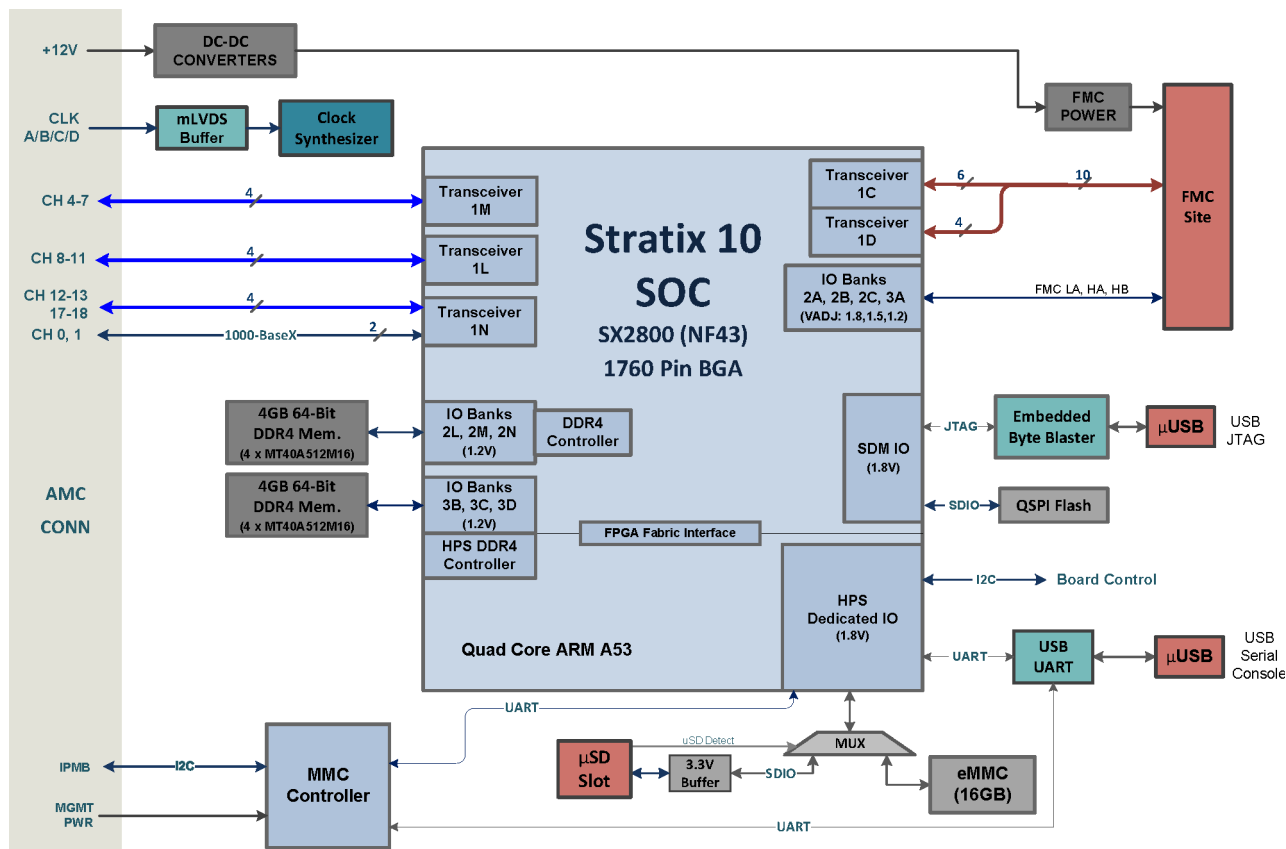 +12V
DC-DC
CONVERTERS
FMC
POWER
CLK
A/B/C/D
mLVDS
Buffer
Clock
Synthesizer
CH 4-7
4
Transceiver
1M
CH 8-11
4
Transceiver
1L
CH 12-13
17-18
4
Transceiver
1N
CH 0, 1
1000-BaseX
2
Stratix 10
SOC
SX2800 (NF43)
1760 Pin BGA
Transceiver
1C
6
10
Transceiver
1D
4
FMC
Site
IO Banks
2A, 2B, 2C, 3A
(VADJ: 1.8,1.5,1.2)
FMC LA, HA, HB
4GB 64-Bit
DDR4 Mem.
(4 x MT40A512M16)
IO Banks
2L, 2M, 2N
(1.2V)
DDR4
Controller
4GB 64-Bit
DDR4 Mem.
(4 x MT40A512M16)
IO Banks
3B, 3C, 3D
(1.2V)
HPS DDR4
Controller
FPGA Fabric Interface
SDM IO
(1.8V)
JTAG
Embedded
Byte Blaster
µUSB
USB
JTAG
SDIO
QSPI Flash
AMC
CONN
HPS
Dedicated IO
(1.8V)
I2C
Board Control
Quad Core ARM A53
UART
USB
UART
µUSB
USB
Serial
Console
UART
MUX
uSD Detect
µSD
Slot
3.3V
Buffer
SDIO
eMMC
(16GB)
IPMB
I2C
MMC
Controller
MGMT
PWR
UART